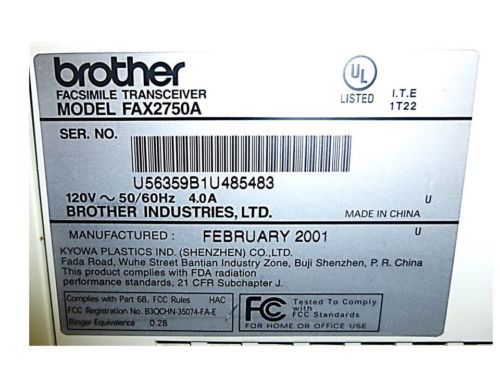 brother
FACSIMILE TRANSCEIVER
MODEL FAX2750A
UL
LISTED
I.T.E
1T22
SER. NO.
U56359B1U485483
120V ~ 50/60Hz 4.0A
U
BROTHER INDUSTRIES, LTD.
MADE IN CHINA
MANUFACTURED : FEBRUARY 2001
U
KYOWA PLASTICS IND. (SHENZHEN) CO.,LTD.
Fada Road, Wuhe Street Bantian Industry Zone, Buji Shenzhen, P. R. China
This product complies with FDA radiation
performance standards, 21 CFR Subchapter J.
Complies with Part 68, FCC Rules HAC
FCC Registration No. B3QCHN-35074-FA-E
Ringer Equivalence 0.2B
FC
Tested To Comply
with
FCC Standards
FOR HOME OR OFFICE USE